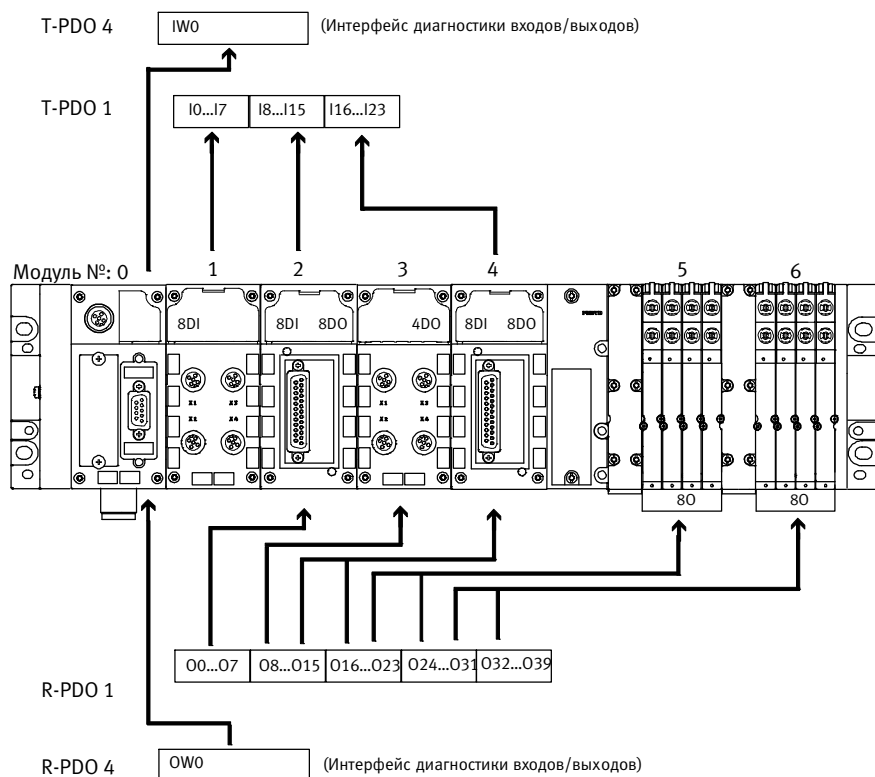 T-PDO 4 IW0 (Интерфейс диагностики входов/выходов)
T-PDO 1 I0...I7 I8...I15 I16...I23
Модуль №: 0 1 2 3 4 5 6
8DI 8DI 8DO 4DO 8DI 8DO
X1 X3 X1 X3
X2 X4 X2 X4
8O 8O
O0...O7 O8...O15 O16...O23 O24...O31 O32...O39
R-PDO 1
R-PDO 4 OW0 (Интерфейс диагностики входов/выходов)